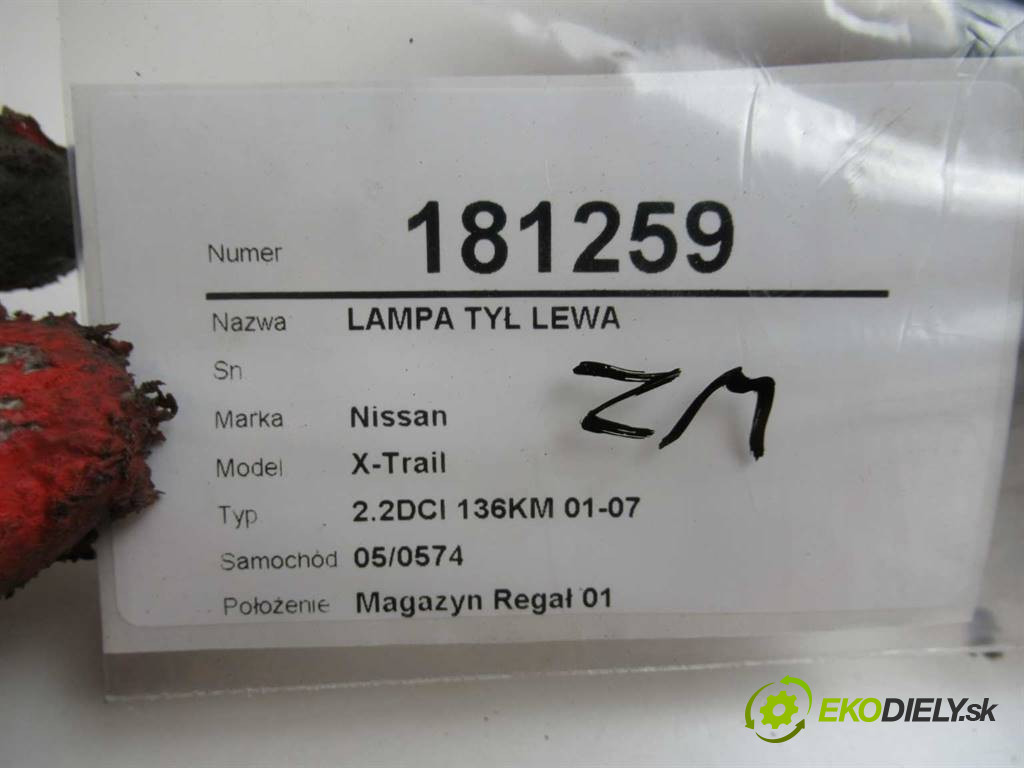 Numer 181259
Nazwa LAMPA TYŁ LEWA
Sn
ZM
Marka Nissan
Model X-Trail
Typ 2.2DCI 136KM 01-07
Samochód 05/0574
Położenie Magazyn Regał 01
EKODIELY.sk